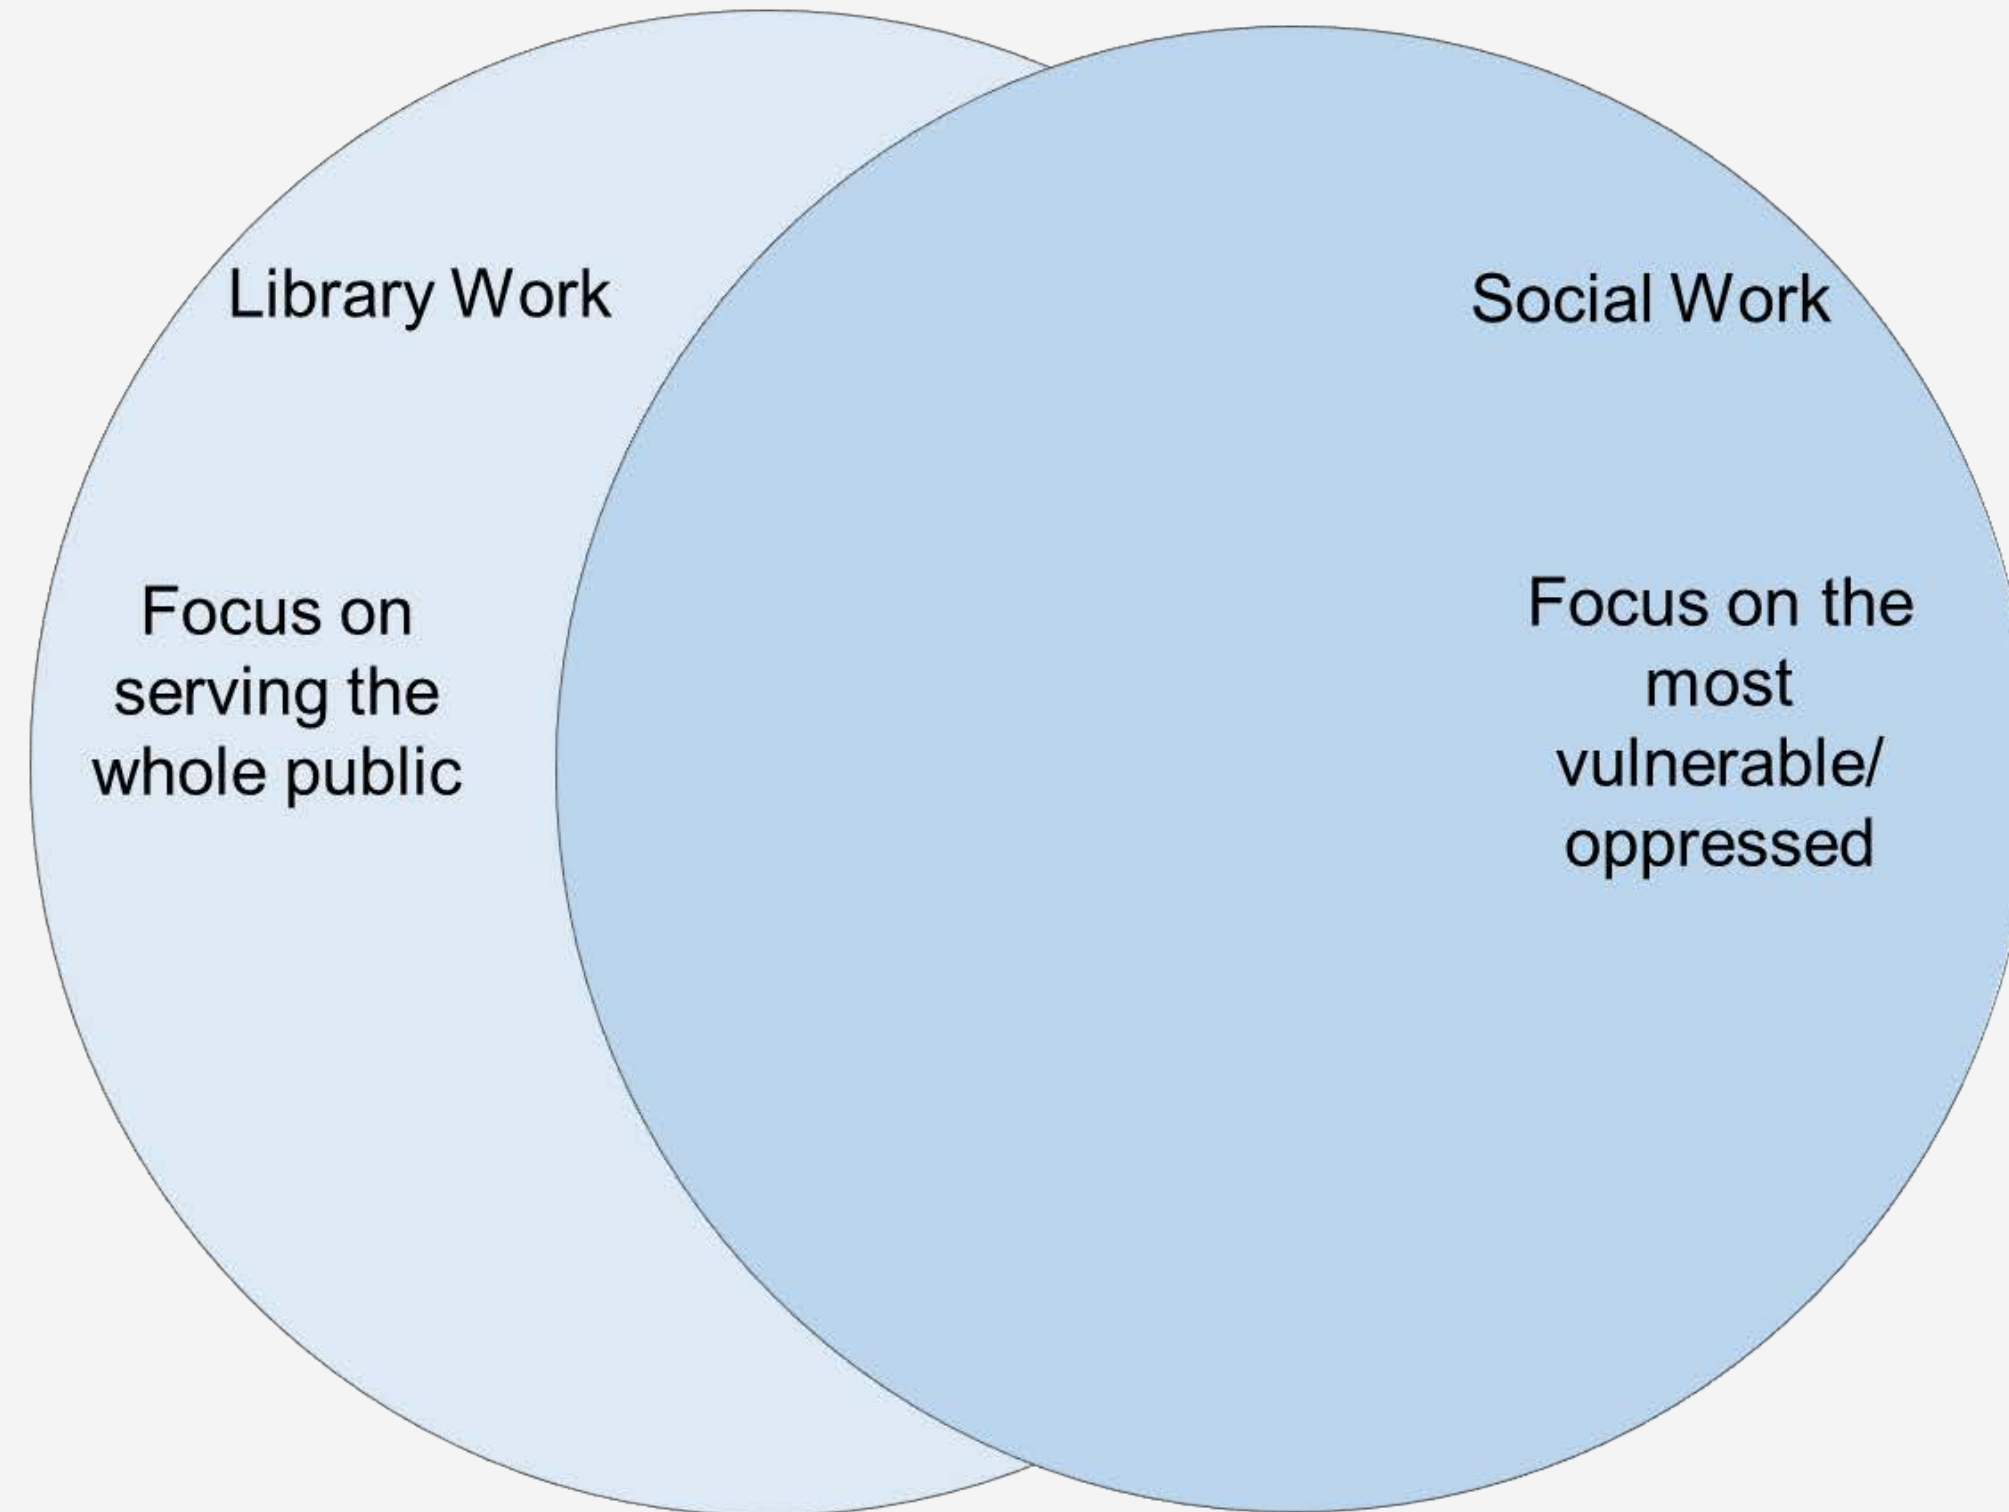 Library Work
Focus on
serving the
whole public
Social Work
Focus on the
most
vulnerable/
oppressed